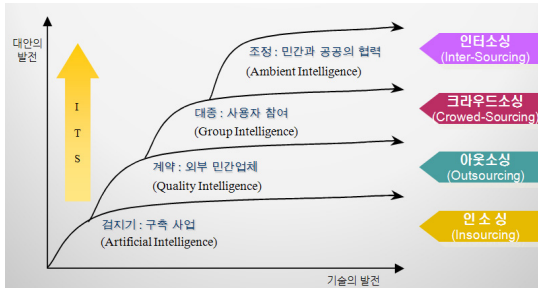 대안의
발전
I
T
S
조정 : 민간과 공공의 협력
(Ambient Intelligence)
대중 : 사용자 참여
(Group Intelligence)
계약 : 외부 민간업체
(Quality Intelligence)
검지기 : 구축 사업
(Artificial Intelligence)
기술의 발전
인터소싱
(Inter-Sourcing)
크라우드소싱
(Crowed-Sourcing)
아웃소싱
(Outsourcing)
인 소 싱
(Insourcing)